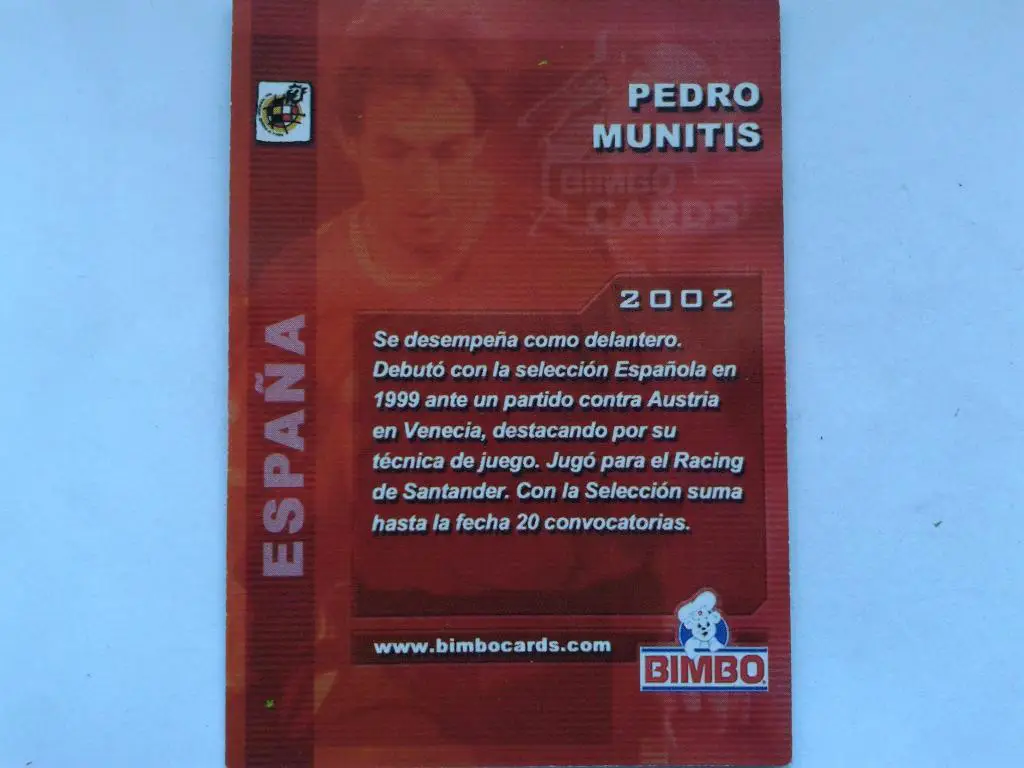 PEDRO
MUNITIS
BIMBO
CARDS
2002
Se desempeña como delantero.
Debutó con la selección Española en
1999 ante un partido contra Austria
en Venecia, destacando por su
técnica de juego. Jugó para el Racing
de Santander. Con la Selección suma
hasta la fecha 20 convocatorias.
ESPAÑA
www.bimbocards.com
BIMBO